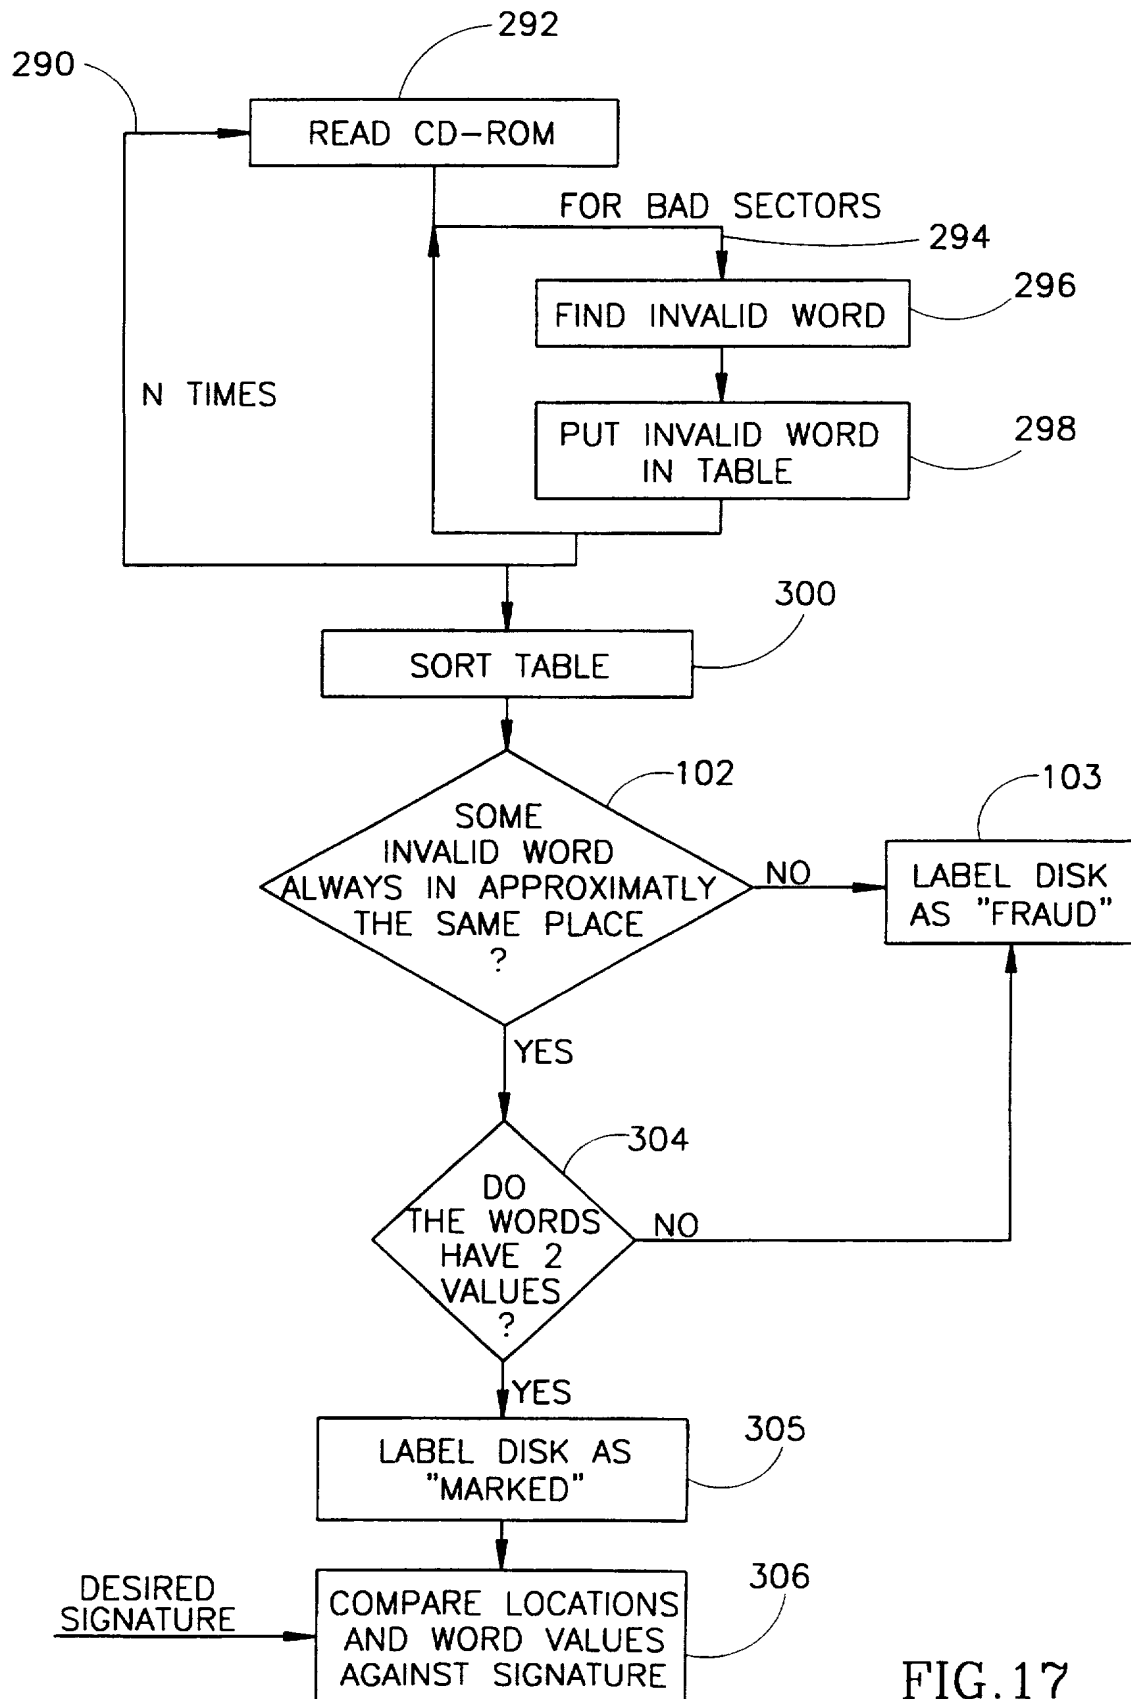 292
290
READ CD-ROM
FOR BAD SECTORS
294
296
FIND INVALID WORD
N TIMES
PUT INVALID WORD
IN TABLE
298
300
SORT TABLE
102
103
SOME
INVALID WORD
ALWAYS IN APPROXIMATLY
THE SAME PLACE
?
NO
LABEL DISK
AS "FRAUD"
YES
304
DO
THE WORDS
HAVE 2
VALUES
?
NO
YES
305
LABEL DISK AS
"MARKED"
306
DESIRED
SIGNATURE
COMPARE LOCATIONS
AND WORD VALUES
AGAINST SIGNATURE
FIG.17